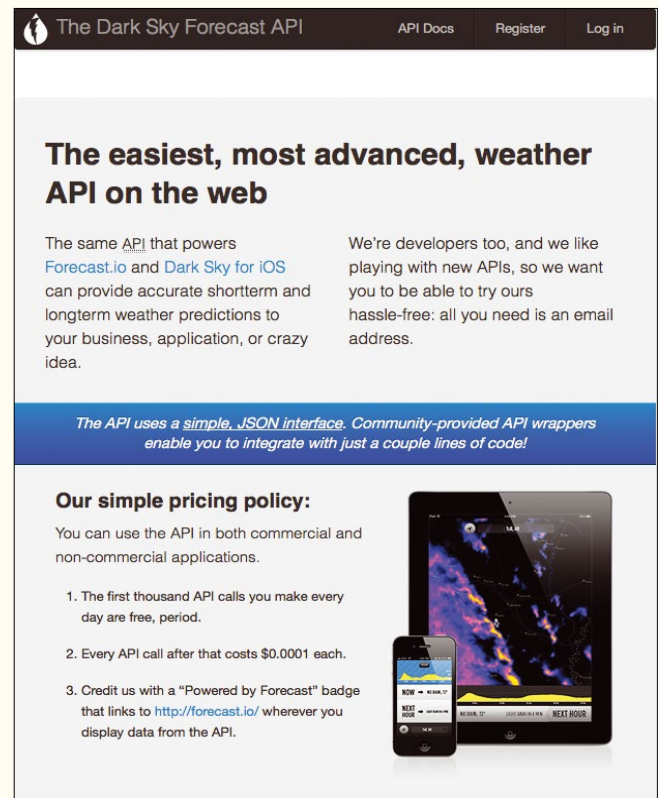 The Dark Sky Forecast API
API Docs
Register
Log in
The easiest, most advanced, weather
API on the web
The same API that powers
Forecast.io and Dark Sky for iOS
can provide accurate shortterm and
longterm weather predictions to
your business, application, or crazy
idea.
We're developers too, and we like
playing with new APIs, so we want
you to be able to try ours
hassle-free: all you need is an email
address.
The API uses a simple, JSON interface. Community-provided API wrappers
enable you to integrate with just a couple lines of code!
Our simple pricing policy:
You can use the API in both commercial and
non-commercial applications.
1. The first thousand API calls you make every
day are free, period.
2. Every API call after that costs $0.0001 each.
3. Credit us with a “Powered by Forecast” badge
that links to http://forecast.io/ wherever you
display data from the API.
NOW
NEXT
HOUR
NEXT HOUR